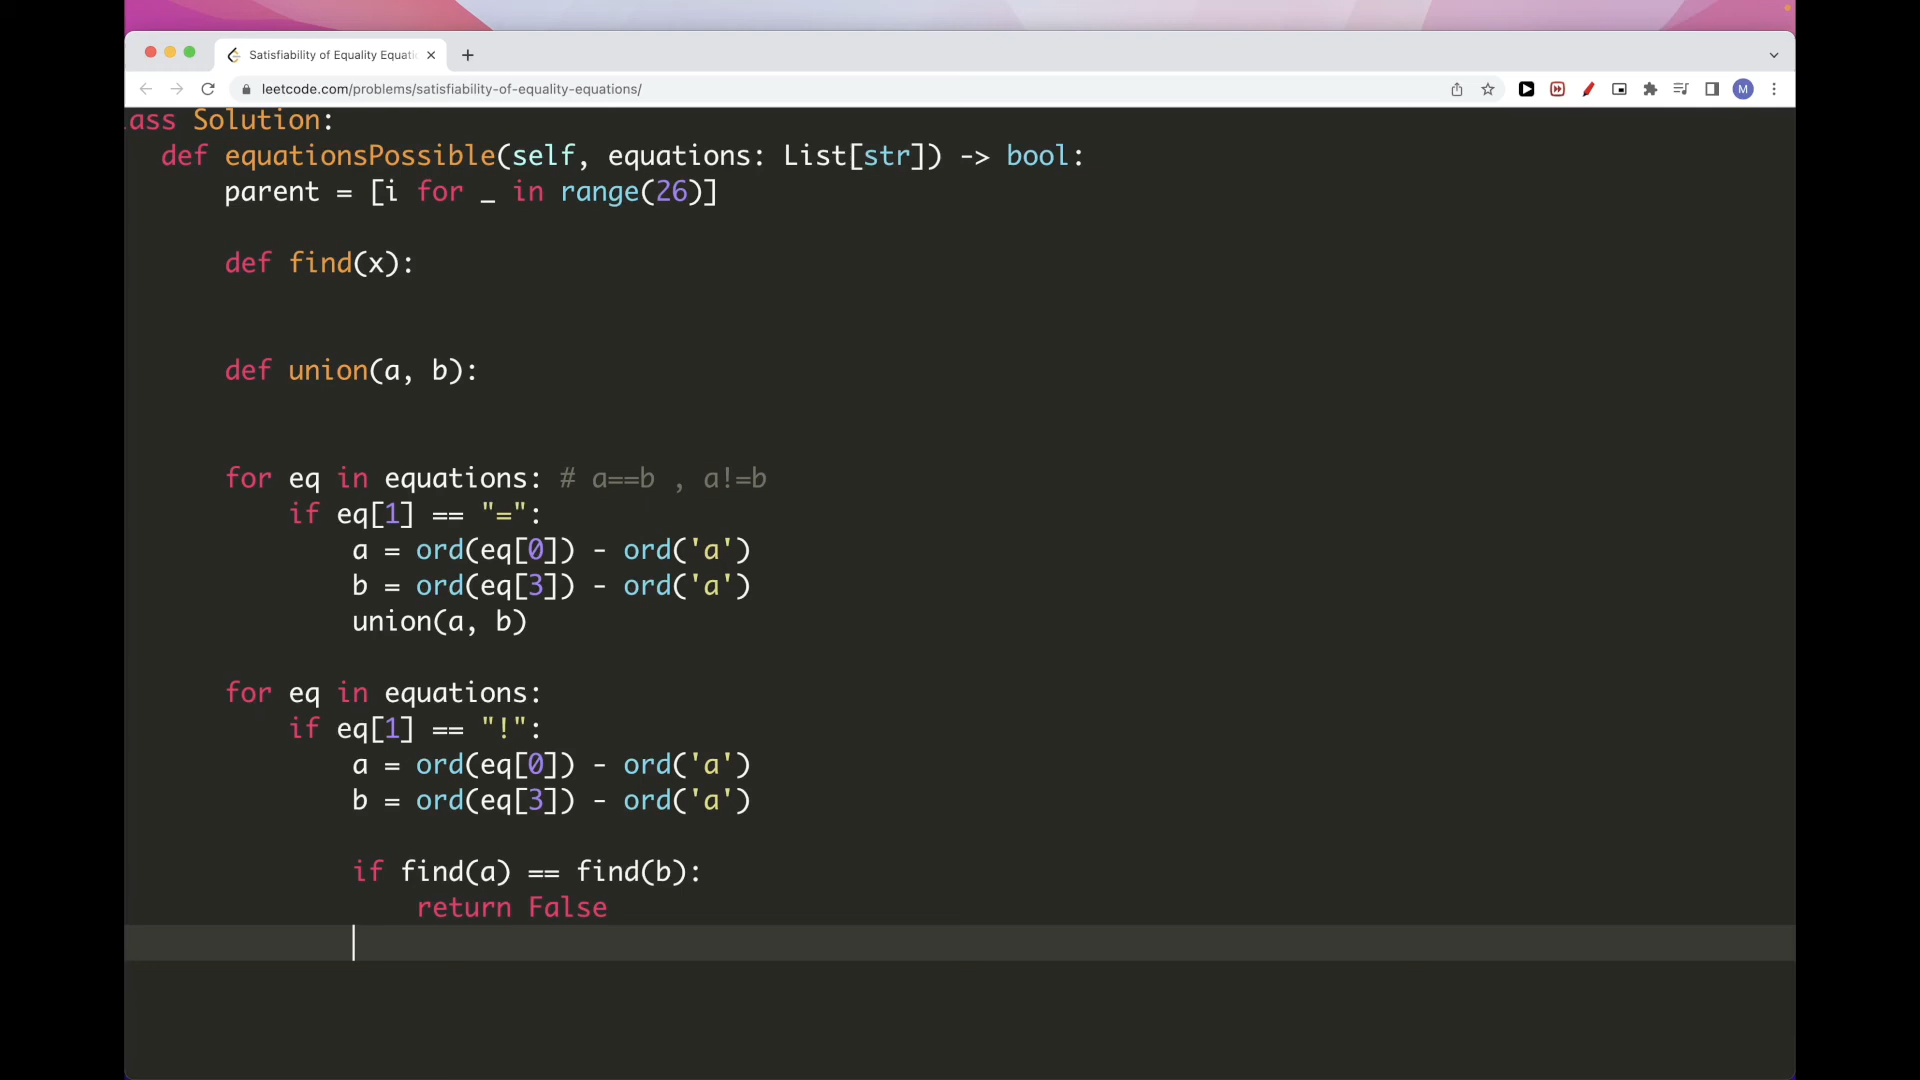 Satisfiability of Equality Equati
leetcode.com/problems/satisfiability-of-equality-equations/
M
ass Solution:
def equationsPossible(self, equations: List[str]) -> bool:
parent = [i for _ in range(26)]
def find(x):
def union(a, b):
for eq in equations: # a==b , a!=b
if eq[1] == "=":
a = ord(eq[0]) - ord('a')
b = ord(eq[3]) - ord('a')
union(a, b)
for eq in equations:
if eq[1] == "!":
a = ord(eq[0]) - ord('a')
b = ord(eq[3]) - ord('a')
if find(a) == find(b):
return False